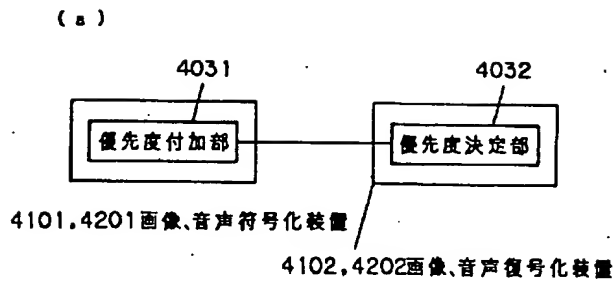 (a)
4031
4032
優先度付加部
優先度決定部
4101,4201画像、音声符号化装置
4102,4202画像、音声復号化装置